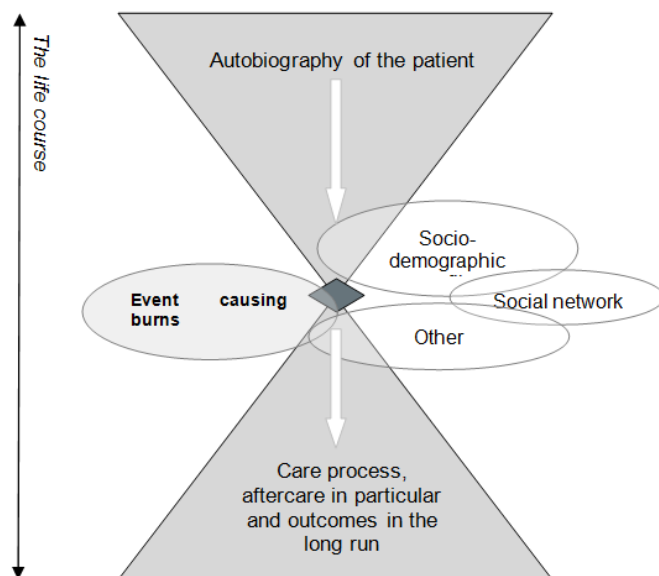 The life course
Autobiography of the patient
Socio-
demographic
Event causing
burns
Social network
Other
Care process,
aftercare in particular
and outcomes in the
long run